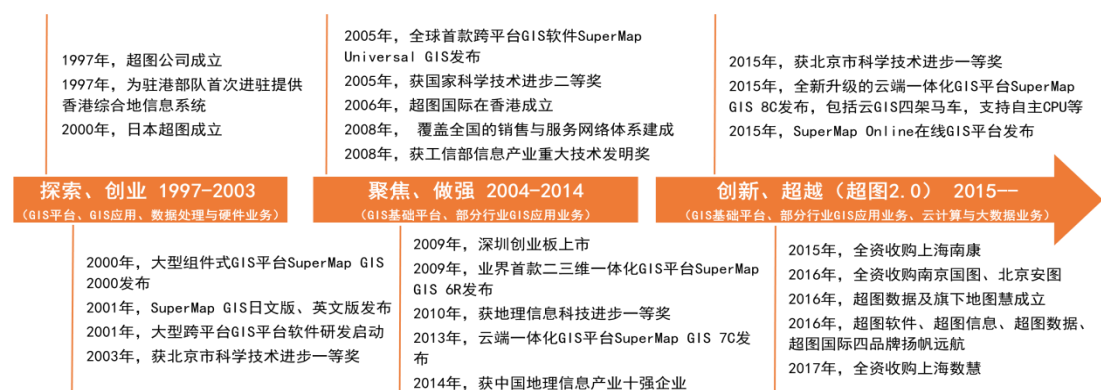 1997年，超图公司成立
1997年，为驻港部队首次进驻提供
香港综合地信息系统
2000年，日本超图成立
2005年，全球首款跨平台GIS软件SuperMap
Universal GIS发布
2005年，获国家科学技术进步二等奖
2006年，超图国际在香港成立
2008年， 覆盖全国的销售与服务网络体系建成
2008年，获工信部信息产业重大技术发明奖
2015年，获北京市科学技术进步一等奖
2015年，全新升级的云端一体化GIS平台SuperMap
GIS 8C发布，包括云GIS四架马车，支持自主CPU等
2015年，SuperMap Online在线GIS平台发布
探索、创业 1997-2003
（GIS平台、GIS应用、数据处理与硬件业务）
聚焦、做强 2004-2014
（GIS基础平台、部分行业GIS应用业务）
创新、超越（超图2.0） 2015--
（GIS基础平台、部分行业GIS应用业务、云计算与大数据业务）
2000年，大型组件式GIS平台SuperMap GIS
2000发布
2001年，SuperMap GIS日文版、英文版发布
2001年，大型跨平台GIS平台软件研发启动
2003年，获北京市科学技术进步一等奖
2009年，深圳创业板上市
2009年，业界首款二三维一体化GIS平台SuperMap
GIS 6R发布
2010年，获地理信息科技进步一等奖
2013年，云端一体化GIS平台SuperMap GIS 7C发
布
2014年，获中国地理信息产业十强企业
2015年，全资收购上海南康
2016年，全资收购南京国图、北京安图
2016年，超图数据及旗下地图慧成立
2016年，超图软件、超图信息、超图数据、
超图国际四品牌扬帆远航
2017年，全资收购上海数慧